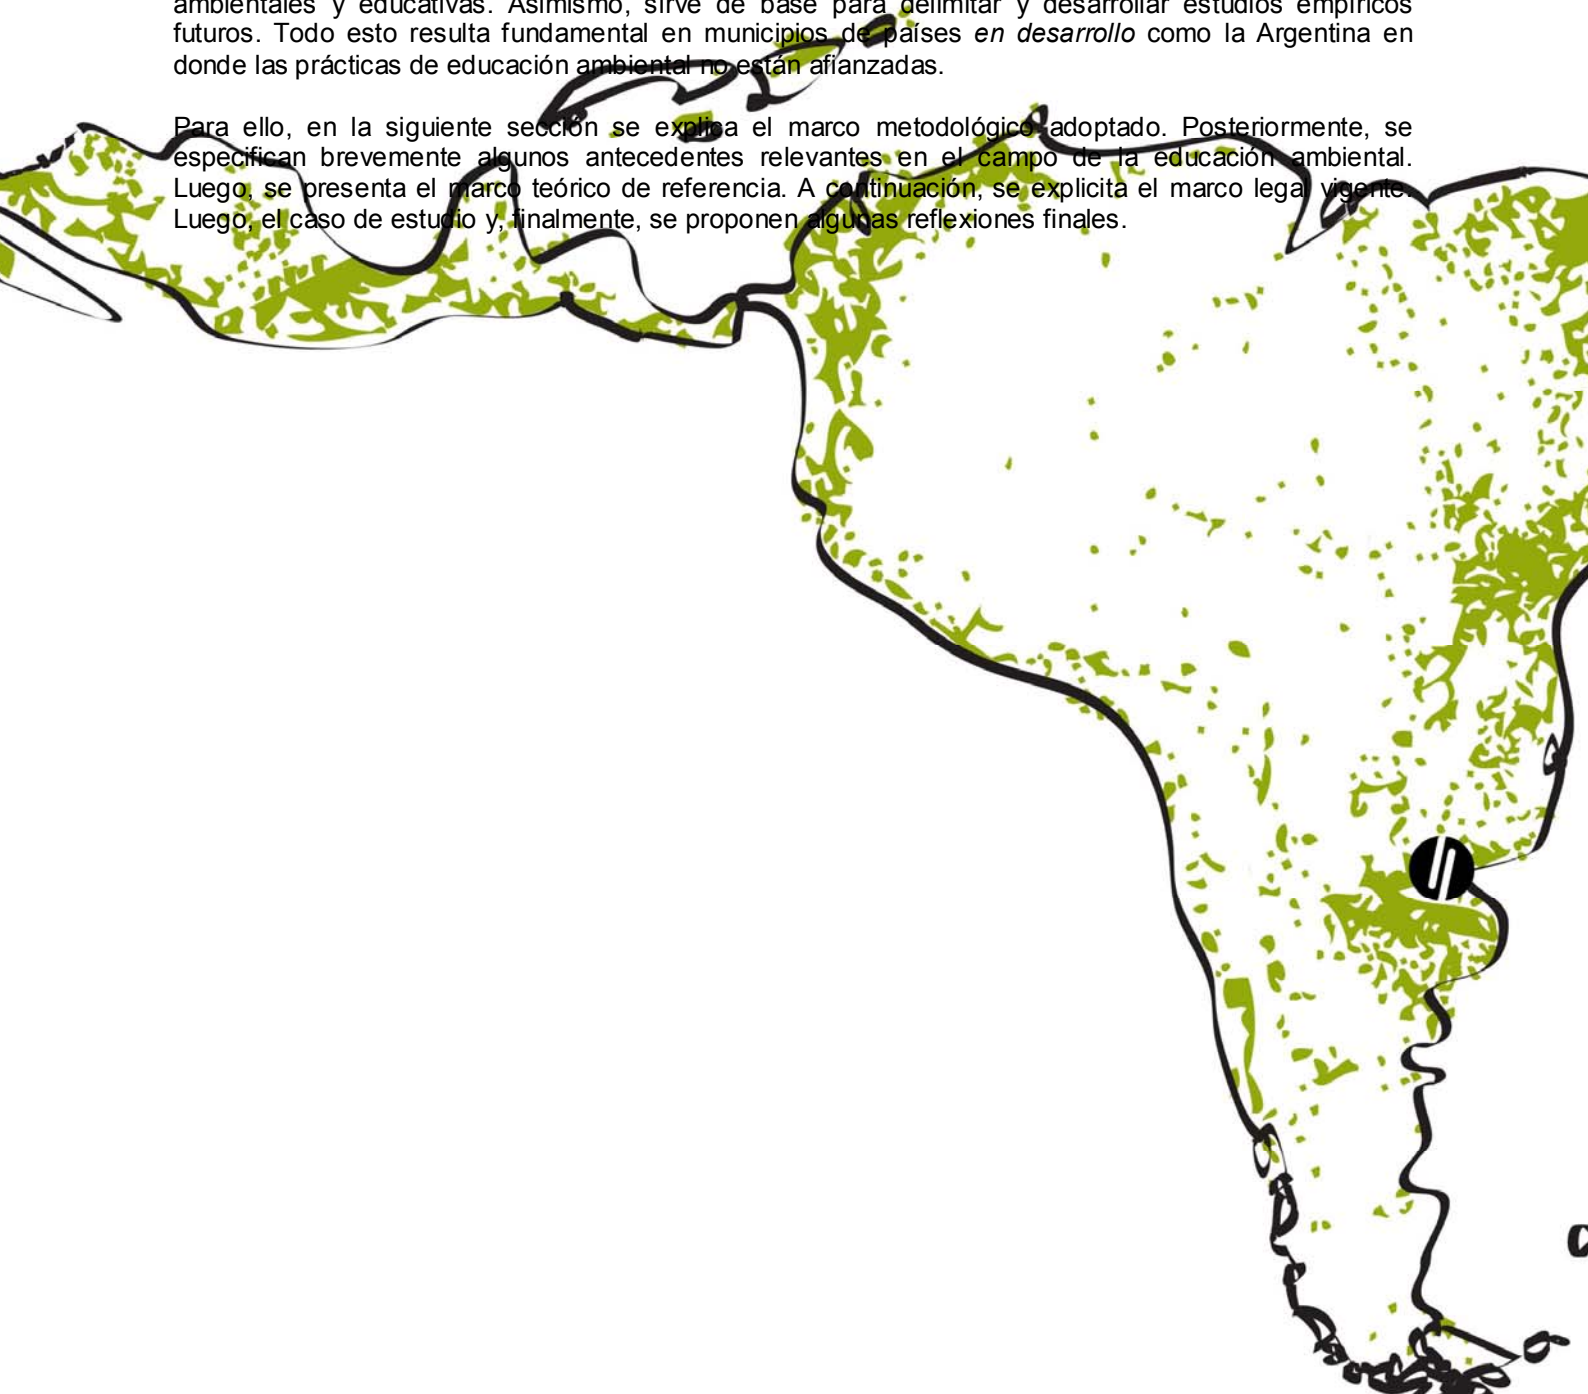 ambientales y educativas. Asimismo, sirve de base para delimitar y desarrollar estudios empíricos
futuros. Todo esto resulta fundamental en municipios de países en desarrollo como la Argentina en
donde las prácticas de educación ambiental no están afianzadas.
Para ello, en la siguiente sección se explica el marco metodológico adoptado. Posteriormente, se
especifican brevemente algunos antecedentes relevantes en el campo de la educación ambiental.
Luego, se presenta el marco teórico de referencia. A continuación, se explicita el marco legal vigente.
Luego, el caso de estudio y, finalmente, se proponen algunas reflexiones finales.